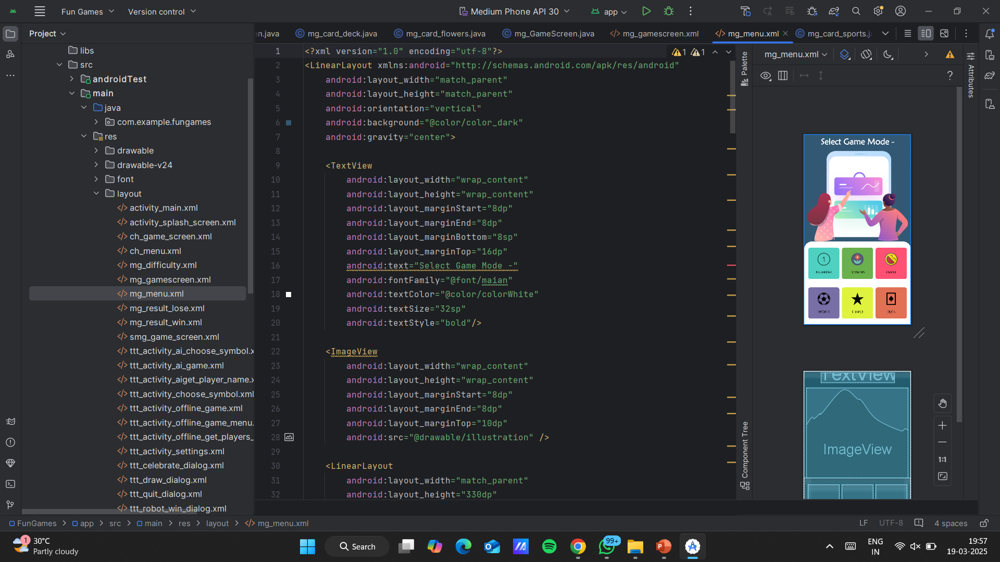 Fun Games
Version control
Medium Phone API 30
app
Project
n.java
mg_card_deck.java
mg_card_flowers.java
mg_GameScreen.java
mg_gamescreen.xml
mg_menu.xml
mg_card_sports.j
libs
src
androidTest
main
java
com.example.fungames
res
drawable
drawable-v24
font
layout
activity_main.xml
activity_splash_screen.xml
ch_game_screen.xml
ch_menu.xml
mg_difficulty.xml
mg_gamescreen.xml
mg_menu.xml
mg_result_lose.xml
mg_result_win.xml
smg_game_screen.xml
ttt_activity_ai_choose_symbol.x
ttt_activity_ai_game.xml
ttt_activity_aiget_player_name.x
ttt_activity_choose_symbol.xml
ttt_activity_offline_game.xml
ttt_activity_offline_game_menu.
ttt_activity_offline_get_players_
ttt_activity_settings.xml
ttt_celebrate_dialog.xml
ttt_draw_dialog.xml
ttt_quit_dialog.xml
ttt_robot_win_dialog.xml
1 <?xml version="1.0" encoding="utf-8"?>
2 <LinearLayout xmlns:android="http://schemas.android.com/apk/res/android"
3 android:layout_width="match_parent"
4 android:layout_height="match_parent"
5 android:orientation="vertical"
6 android:background="@color/color_dark"
7 android:gravity="center">
8
9 <TextView
10 android:layout_width="wrap_content"
11 android:layout_height="wrap_content"
12 android:layout_marginStart="8dp"
13 android:layout_marginEnd="8dp"
14 android:layout_marginBottom="8sp"
15 android:layout_marginTop="16dp"
16 android:text="Select Game Mode -"
17 android:fontFamily="@font/maian"
18 android:textColor="@color/colorWhite"
19 android:textSize="32sp"
20 android:textStyle="bold"/>
21
22 <ImageView
23 android:layout_width="wrap_content"
24 android:layout_height="wrap_content"
25 android:layout_marginStart="8dp"
26 android:layout_marginEnd="8dp"
27 android:layout_marginTop="10dp"
28 android:src="@drawable/illustration" />
29
30 <LinearLayout
31 android:layout_width="match_parent"
32 android:layout_height="330dp"
1 1
Palette
Component Tree
mg_menu.xml
?
Attributes
Select Game Mode -
1
NUMBERS FLOWERS EMOJI
SPORTS SHAPES DECK
TextView
ImageView
1:1
FunGames > app > src > main > res > layout > mg_menu.xml
LF UTF-8 4 spaces
1
30°C
Partly cloudy
Search
99+
ENG
IN
19:57
19-03-2025